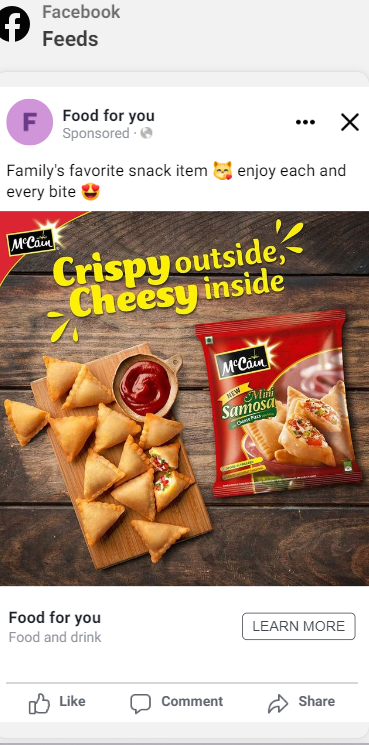 Facebook
Feeds
F
Food for you
Sponsored ·
Family's favorite snack item 😽 enjoy each and
every bite 😍
McCain
Crispy outside,
Cheesy inside
McCain
NEW
Mini
Samosa
Cheese Pizza
Food for you
Food and drink
LEARN MORE
Like
Comment
Share